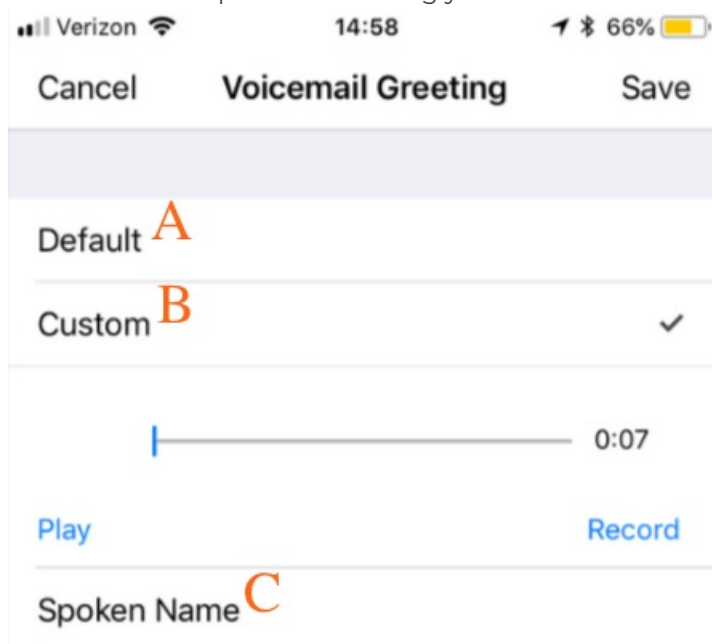 Verizon 14:58 66%
Cancel Voicemail Greeting Save
Default A
Custom B
0:07
Play Record
Spoken Name C